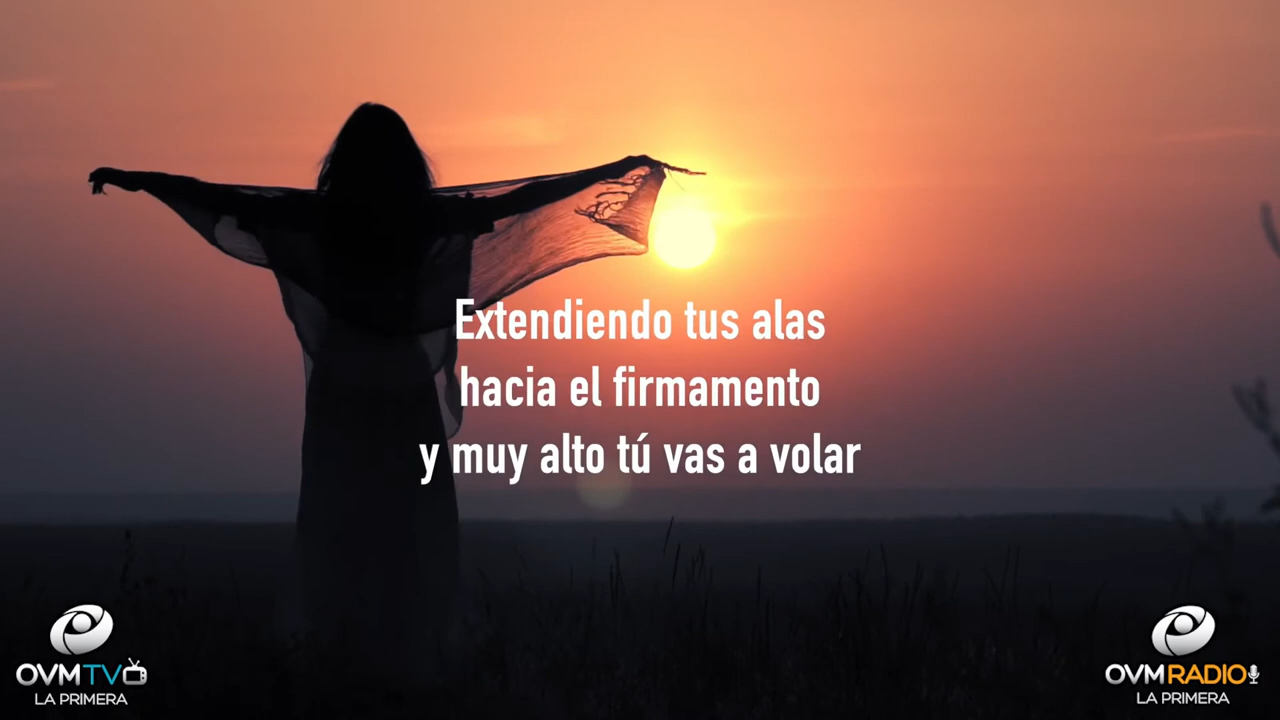 Extendiendo tus alas
hacia el firmamento
y muy alto tú vas a volar
OVMTV
LA PRIMERA
OVMRADIO
LA PRIMERA